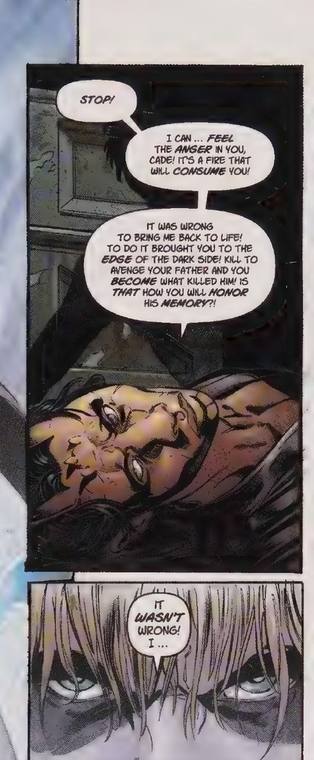 STOP!
I CAN ... FEEL
THE ANGER IN YOU,
CADE! IT'S A FIRE THAT
WILL CONSUME YOU!
IT WAS WRONG
TO BRING ME BACK TO LIFE!
TO DO IT BROUGHT YOU TO THE
EDGE OF THE DARK SIDE! KILL TO
AVENGE YOUR FATHER AND YOU
BECOME WHAT KILLED HIM! IS
THAT HOW YOU WILL HONOR
HIS MEMORY?!
IT
WASN'T
WRONG!
I ...